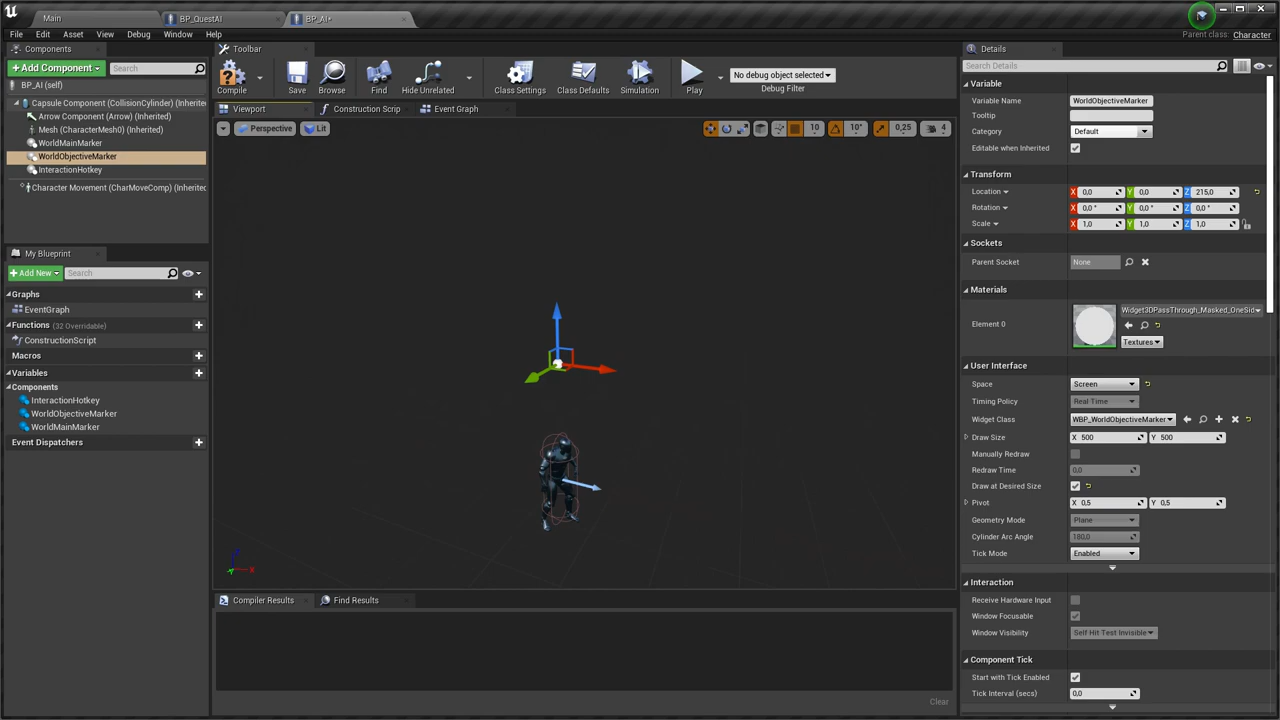 Main
BP_QuestAI
BP_AI*
File Edit Asset View Debug Window Help
Parent class: Character
Components
Add Component
Search
BP_AI (self)
Capsule Component (CollisionCylinder) (Inherite
Arrow Component (Arrow) (Inherited)
Mesh (CharacterMesh0) (Inherited)
WorldMainMarker
WorldObjectiveMarker
InteractionHotkey
Character Movement (CharMoveComp) (Inherite
My Blueprint
Add New
Search
Graphs
EventGraph
Functions (32 Overridable)
ConstructionScript
Macros
Variables
Components
InteractionHotkey
WorldObjectiveMarker
WorldMainMarker
Event Dispatchers
Toolbar
Compile Save Browse Find Hide Unrelated Class Settings Class Defaults Simulation Play
No debug object selected
Debug Filter
Viewport Construction Scrip Event Graph
Perspective Lit
10 10° 0,25 4
Z
X
Compiler Results Find Results
Clear
Details
Search Details
Variable
Variable Name WorldObjectiveMarker
Tooltip
Category Default
Editable when Inherited
Transform
Location X 0,0 Y 0,0 Z 215,0
Rotation X 0,0 ° Y 0,0 ° Z 0,0 °
Scale X 1,0 Y 1,0 Z 1,0
Sockets
Parent Socket None
Materials
Element 0 Widget3DPassThrough_Masked_OneSid
Textures
User Interface
Space Screen
Timing Policy Real Time
Widget Class WBP_WorldObjectiveMarker
Draw Size X 500 Y 500
Manually Redraw
Redraw Time 0,0
Draw at Desired Size
Pivot X 0,5 Y 0,5
Geometry Mode Plane
Cylinder Arc Angle 180,0
Tick Mode Enabled
Interaction
Receive Hardware Input
Window Focusable
Window Visibility Self Hit Test Invisible
Component Tick
Start with Tick Enabled
Tick Interval (secs) 0,0